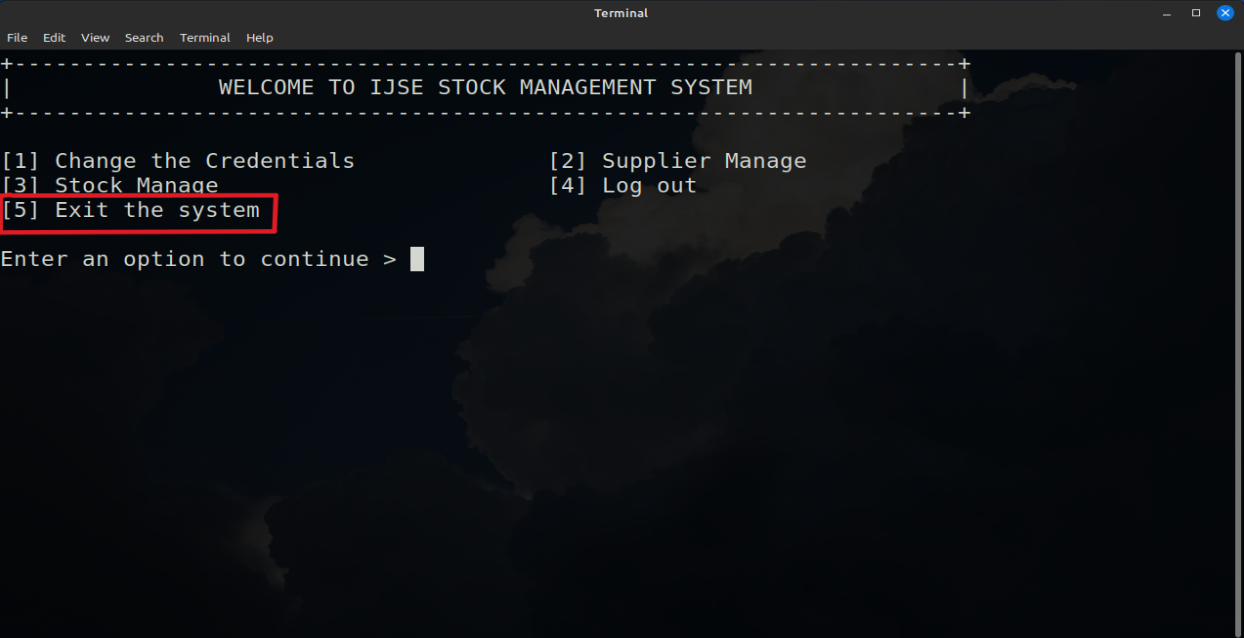 Terminal
File Edit View Search Terminal Help
+---------------------------------------------------------------------+
| WELCOME TO IJSE STOCK MANAGEMENT SYSTEM |
+---------------------------------------------------------------------+
[1] Change the Credentials [2] Supplier Manage
[3] Stock Manage [4] Log out
[5] Exit the system
Enter an option to continue >